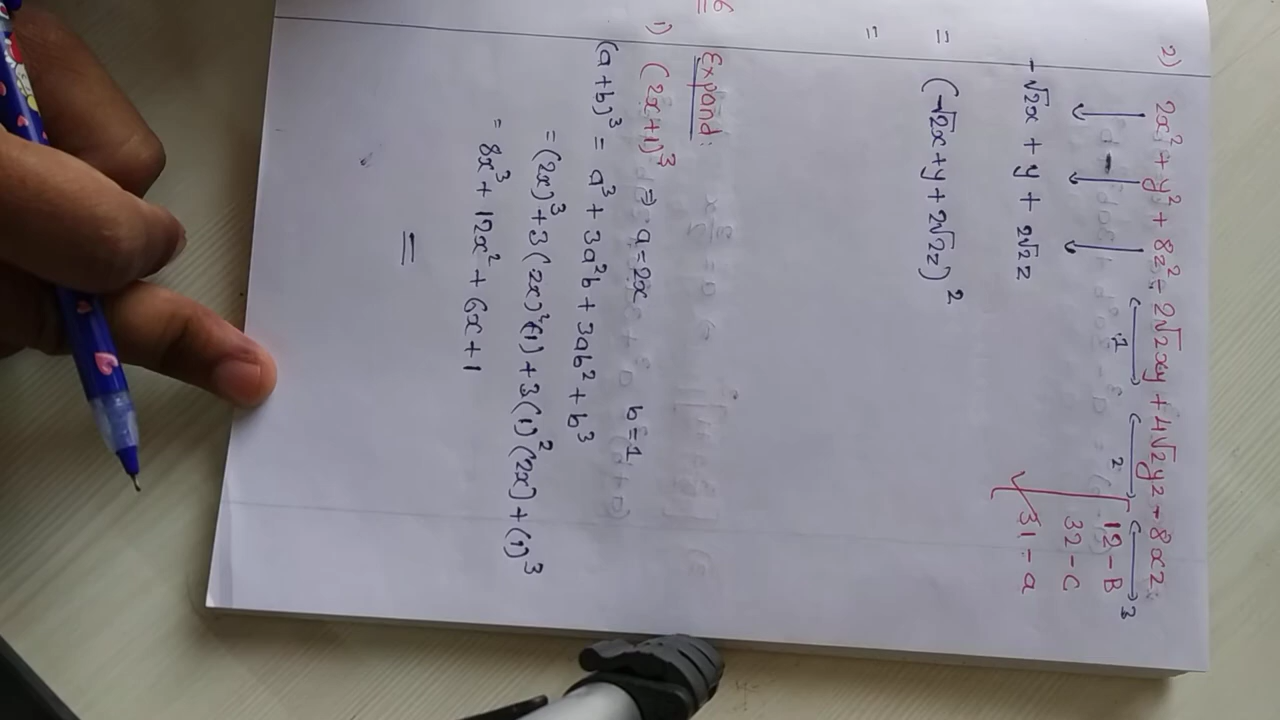 2) 2x² + y² + 8z² - 2√2xy + 4√2yz - 8xz:
1 2 3
12 - B
32 - C
31 - a
-√2x + y + 2√2z
= (-√2x + y + 2√2z)²
=
6
Expand:
1) (2x+1)³ ⇒ a = 2x b = 1
(a+b)³ = a³ + 3a²b + 3ab² + b³
= (2x)³ + 3(2x)²(1) + 3(1)²(2x) + (1)³
= 8x³ + 12x² + 6x + 1